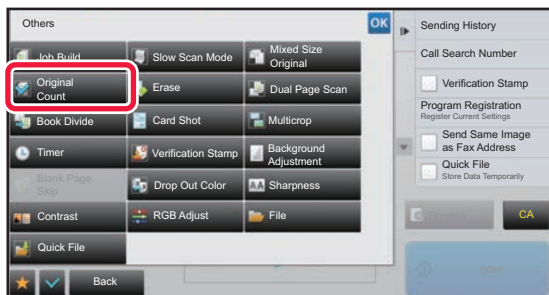 Others
OK
Job Build
Slow Scan Mode
Mixed Size
Original
Original
Count
Erase
Dual Page Scan
Book Divide
Card Shot
Multicrop
Timer
Verification Stamp
Background
Adjustment
Blank Page
Skip
Drop Out Color
AA Sharpness
Contrast
RGB Adjust
File
Quick File
Back
Sending History
Call Search Number
Verification Stamp
Program Registration
Register Current Settings
Send Same Image
as Fax Address
Quick File
Store Data Temporarily
CA
Start